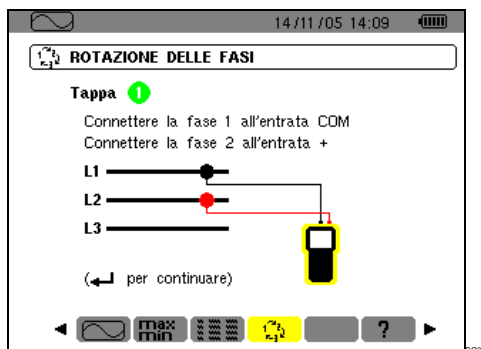 14/11/05 14:09
ROTAZIONE DELLE FASI
Tappa 1
Connettere la fase 1 all'entrata COM
Connettere la fase 2 all'entrata +
L1
L2
L3
(↵ per continuare)
max
min
?